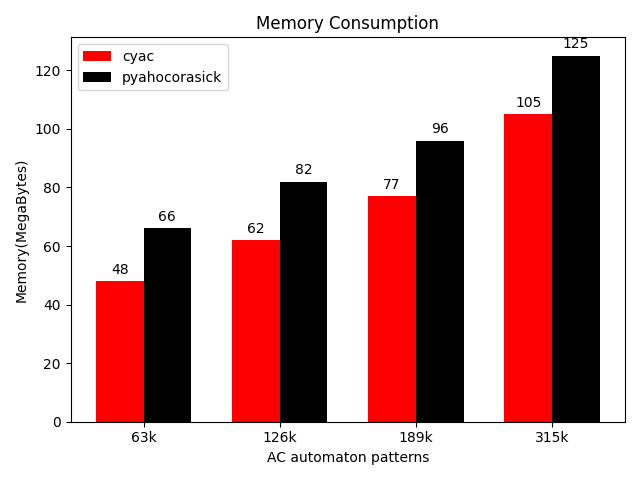 Memory Consumption
cyac
pyahocorasick
Memory(MegaBytes)
120
100
80
60
40
20
0
48
66
62
82
77
96
105
125
63k
126k
189k
315k
AC automaton patterns